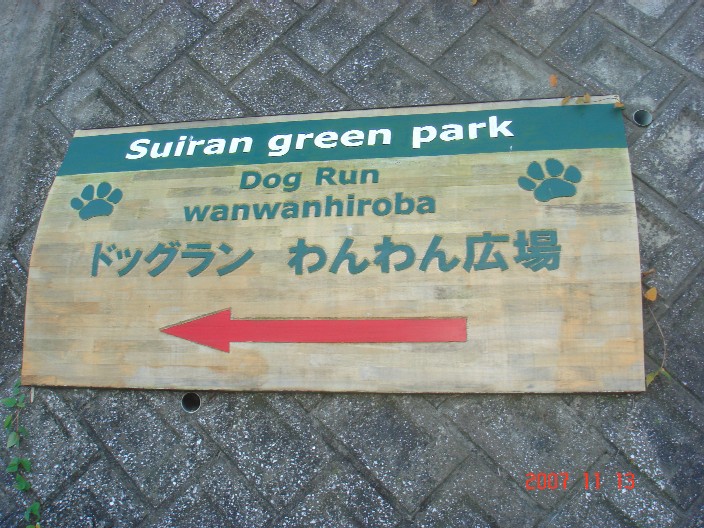 Suiran green park
Dog Run
wanwanhiroba
ドッグラン わんわん広場
2007 11 13